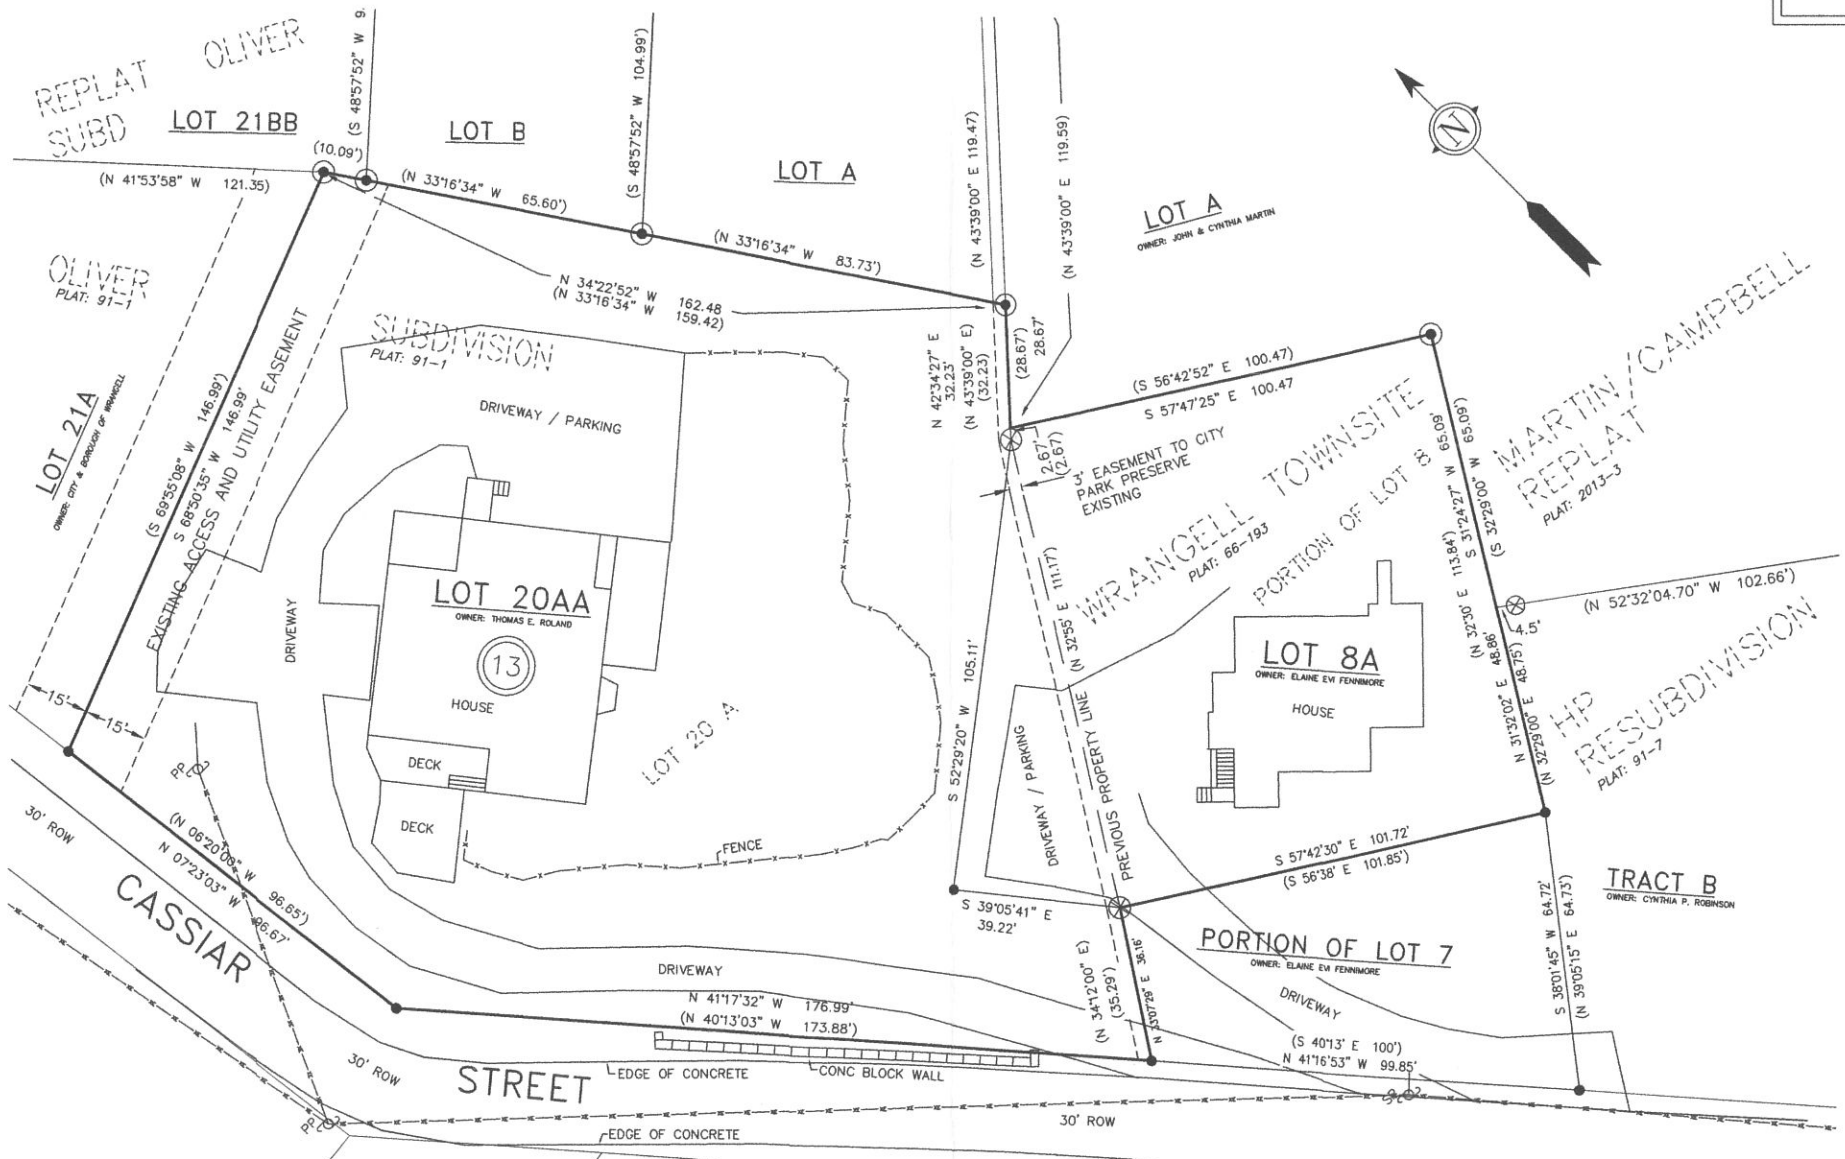 REPLAT OLIVER
SUBD
LOT 21BB
(10.09')
(S 48°57'52" W 9
LOT B
(S 48°57'52" W 104.99')
LOT A
(N 41°53'58" W 121.35)
(N 33°16'34" W 65.60')
(N 33°16'34" W 83.73')
N 34°22'52" W 162.48
(N 33°16'34" W 159.42)
(N 43°39'00" E 119.47)
(N 43°39'00" E 119.59)
LOT A
OWNER: JOHN & CYNTHIA MARTIN
N
OLIVER
PLAT: 91-1
SUBDIVISION
PLAT: 91-1
LOT 21A
OWNER: CITY & BOROUGH OF WRANGELL
(S 69°55'08" W 146.99')
S 68°50'35" W 146.99'
EXISTING ACCESS AND UTILITY EASEMENT
DRIVEWAY / PARKING
N 42°34'27" E
32.23'
(N 43°39'00" E)
(32.23)
(28.67')
28.67'
(S 56°42'52" E 100.47)
S 57°47'25" E 100.47
2.67'
(2.67)
3' EASEMENT TO CITY
PARK PRESERVE
EXISTING
WRANGELL TOWNSITE
PLAT: 66-193
PORTION OF LOT 8
S 31°24'27" W 65.09'
(S 32°29'00" W 65.09')
MARTIN/CAMPBELL
REPLAT
PLAT: 2013-3
LOT 20AA
OWNER: THOMAS E. ROLAND
13
HOUSE
DRIVEWAY
DECK
DECK
LOT 20 A
FENCE
S 52°29'20" W 105.11'
(N 32°55' E 111.17')
PREVIOUS PROPERTY LINE
DRIVEWAY / PARKING
LOT 8A
OWNER: ELAINE EVI FENNIMORE
HOUSE
(N 32°30' E 113.84')
N 31°32'02" E 48.86'
(N 32°29'00" E 48.75')
4.5'
(N 52°32'04.70" W 102.66')
HP
RESUBDIVISION
PLAT: 91-7
15'
15'
PP
30' ROW
(N 06°20'00" W 96.65')
N 07°23'03" W 96.67'
CASSIAR
S 39°05'41" E
39.22'
S 57°42'30" E 101.72'
(S 56°38' E 101.85')
TRACT B
OWNER: CYNTHIA P. ROBINSON
PORTION OF LOT 7
OWNER: ELAINE EVI FENNIMORE
S 38°01'45" W 64.72'
(N 39°05'15" E 64.73')
DRIVEWAY
N 41°17'32" W 176.99'
(N 40°13'03" W 173.88')
(N 34°12'00" E)
(35.29')
N 33°07'29" E 36.16'
DRIVEWAY
(S 40°13' E 100')
N 41°16'53" W 99.85'
30' ROW
STREET
EDGE OF CONCRETE
CONC BLOCK WALL
PP
EDGE OF CONCRETE
30' ROW